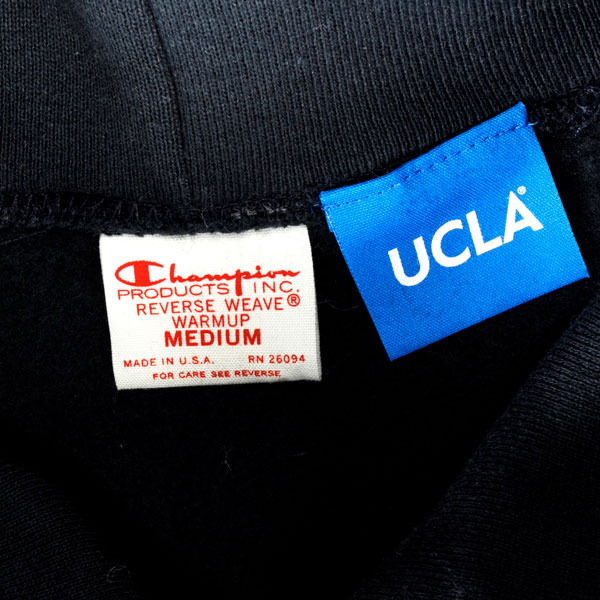 Champion
PRODUCTS INC.
REVERSE WEAVE®
WARMUP
MEDIUM
MADE IN U.S.A. RN 26094
FOR CARE SEE REVERSE
UCLA®